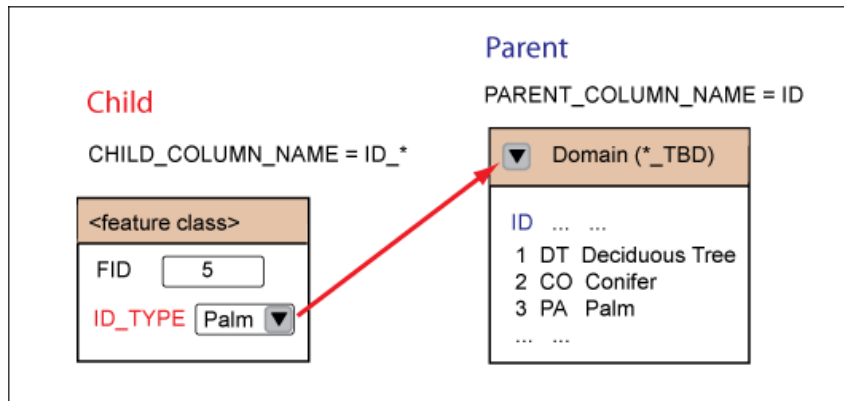 Child
CHILD_COLUMN_NAME = ID_*
<feature class>
FID 5
ID_TYPE Palm
Parent
PARENT_COLUMN_NAME = ID
Domain (*_TBD)
ID ... ...
1 DT Deciduous Tree
2 CO Conifer
3 PA Palm
... ...